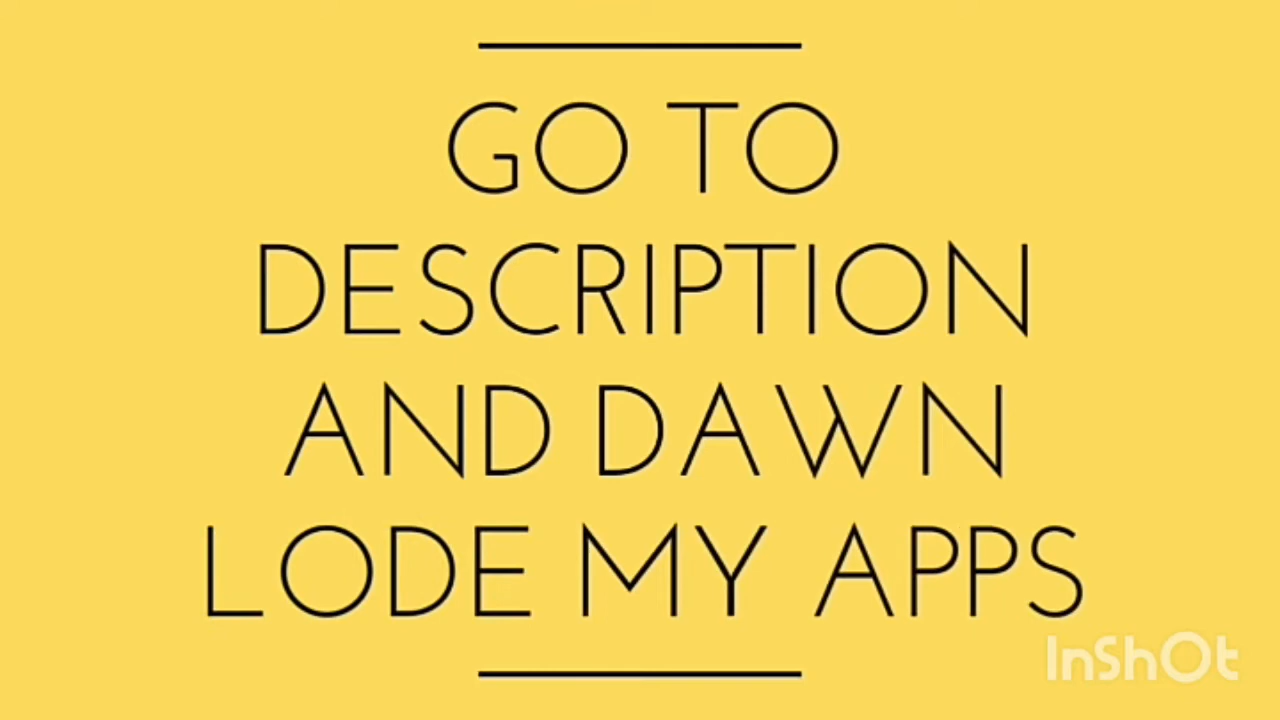 GO TO
DESCRIPTION
AND DAWN
LODE MY APPS
InShOt